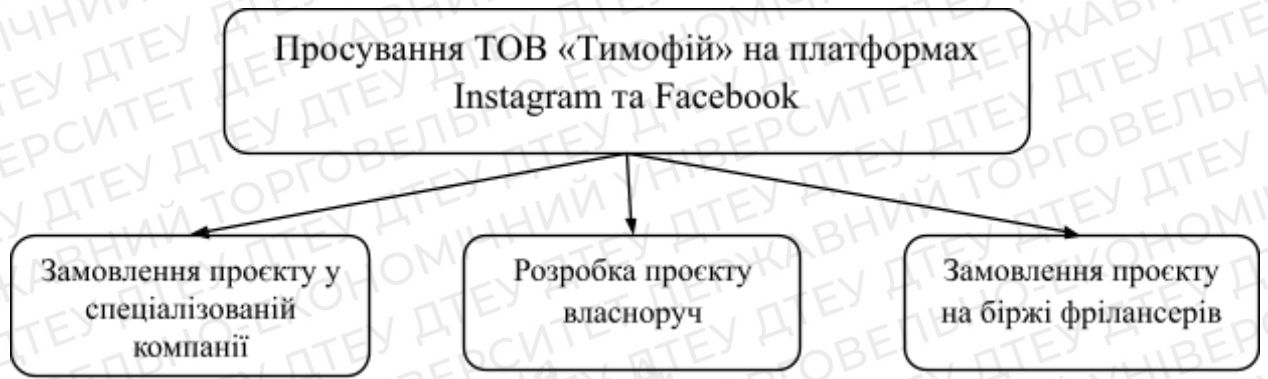 Просування ТОВ «Тимофій» на платформах
Instagram та Facebook
Замовлення проєкту у
спеціалізованій
компанії
Розробка проєкту
власноруч
Замовлення проєкту
на біржі фрілансерів